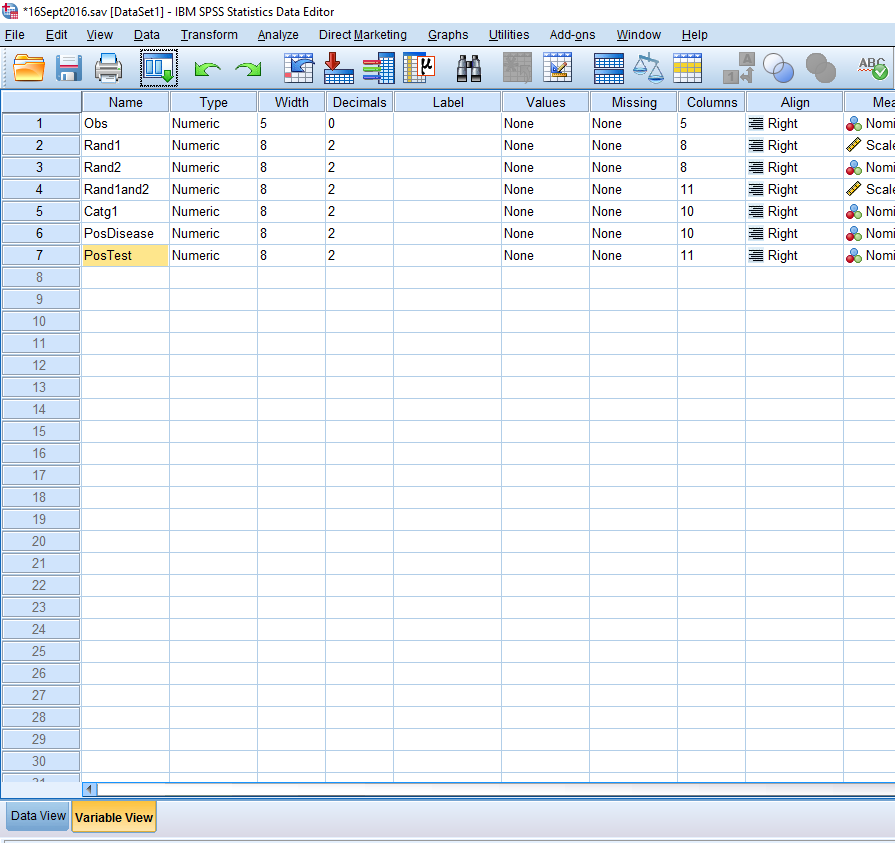 *16Sept2016.sav [DataSet1] - IBM SPSS Statistics Data Editor
File Edit View Data Transform Analyze Direct Marketing Graphs Utilities Add-ons Window Help
μ 1 A ABC
Name Type Width Decimals Label Values Missing Columns Align Mea
1 Obs Numeric 5 0 None None 5 Right Nomi
2 Rand1 Numeric 8 2 None None 8 Right Scale
3 Rand2 Numeric 8 2 None None 8 Right Nomi
4 Rand1and2 Numeric 8 2 None None 11 Right Scale
5 Catg1 Numeric 8 2 None None 10 Right Nomi
6 PosDisease Numeric 8 2 None None 10 Right Nomi
7 PosTest Numeric 8 2 None None 11 Right Nomi
8
9
10
11
12
13
14
15
16
17
18
19
20
21
22
23
24
25
26
27
28
29
30
Data View Variable View